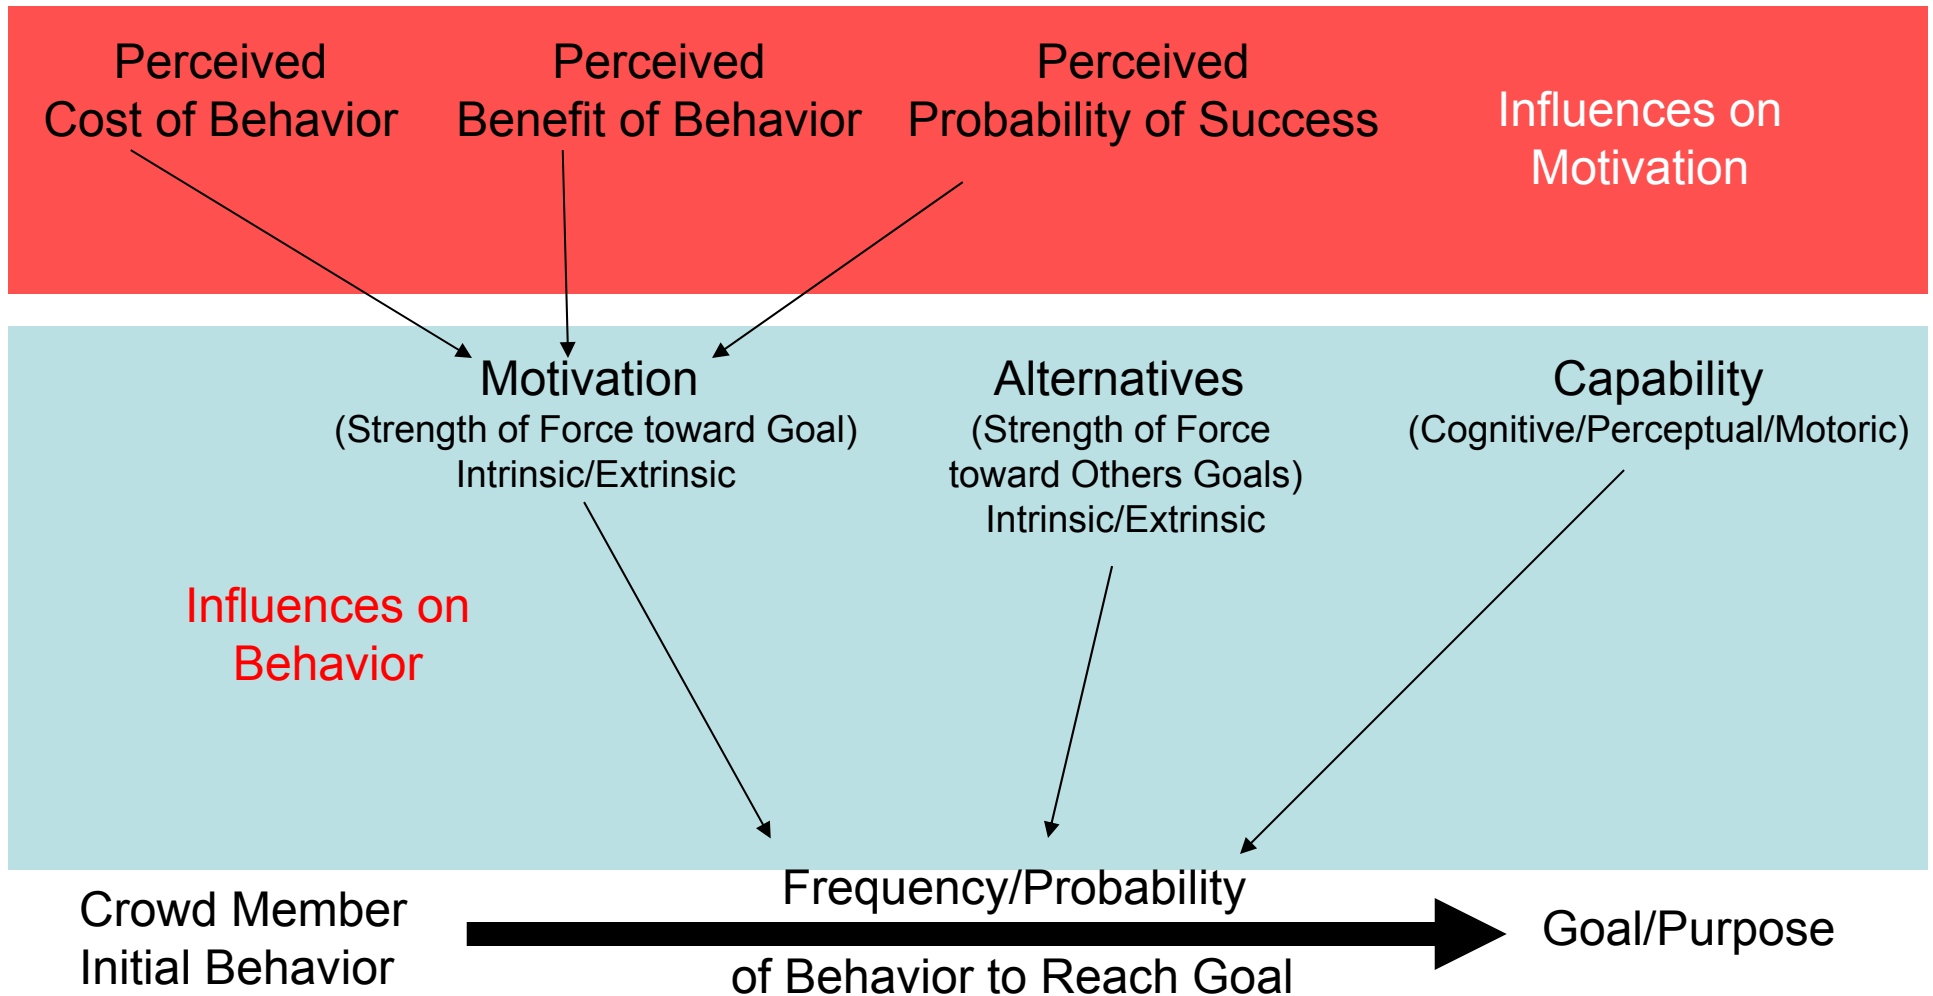 Perceived
Cost of Behavior
Perceived
Benefit of Behavior
Perceived
Probability of Success
Influences on
Motivation
Motivation
(Strength of Force toward Goal)
Intrinsic/Extrinsic
Alternatives
(Strength of Force
toward Others Goals)
Intrinsic/Extrinsic
Capability
(Cognitive/Perceptual/Motoric)
Influences on
Behavior
Crowd Member
Initial Behavior
Frequency/Probability
of Behavior to Reach Goal
Goal/Purpose